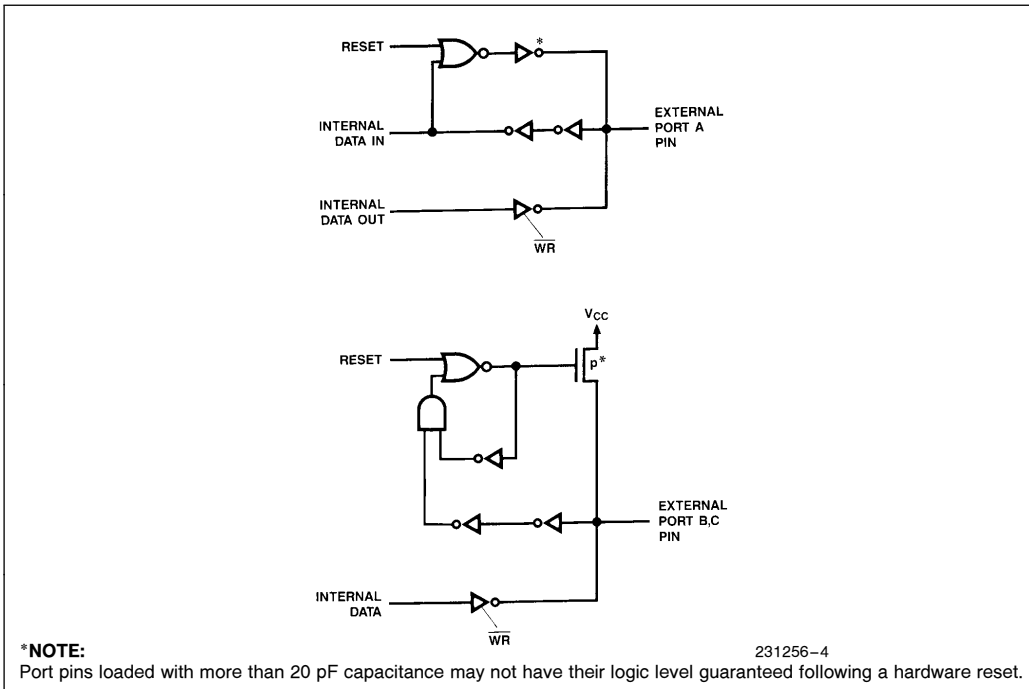 RESET
*
INTERNAL
DATA IN
EXTERNAL
PORT A
PIN
INTERNAL
DATA OUT
WR
VCC
RESET
p*
EXTERNAL
PORT B,C
PIN
INTERNAL
DATA
WR
*NOTE:
231256–4
Port pins loaded with more than 20 pF capacitance may not have their logic level guaranteed following a hardware reset.